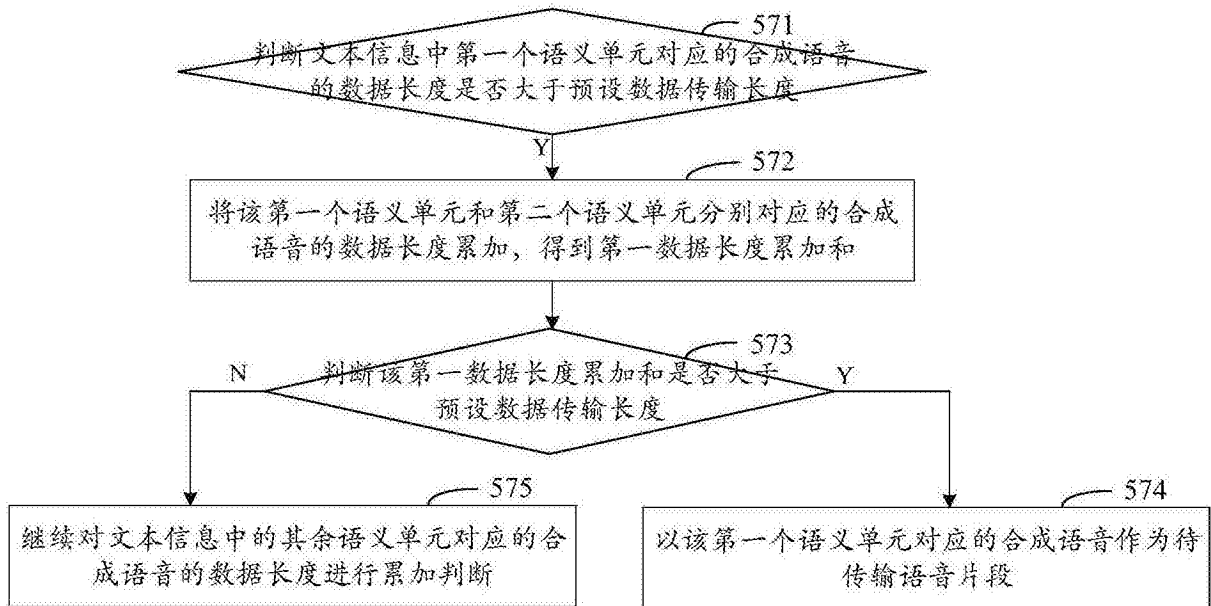 571
判断文本信息中第一个语义单元对应的合成语音
的数据长度是否大于预设数据传输长度
Y
572
将该第一个语义单元和第二个语义单元分别对应的合成
语音的数据长度累加，得到第一数据长度累加和
573
N
判断该第一数据长度累加和是否大于
预设数据传输长度
Y
575
继续对文本信息中的其余语义单元对应的合
成语音的数据长度进行累加判断
574
以该第一个语义单元对应的合成语音作为待
传输语音片段